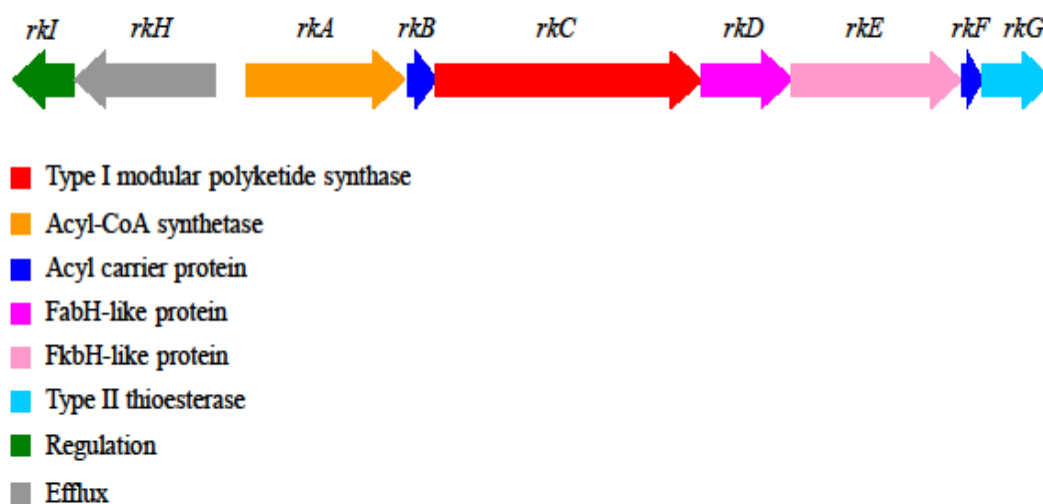 rkI rkH rkA rkB rkC rkD rkE rkF rkG
Type I modular polyketide synthase
Acyl-CoA synthetase
Acyl carrier protein
FabH-like protein
FkbH-like protein
Type II thioesterase
Regulation
Efflux